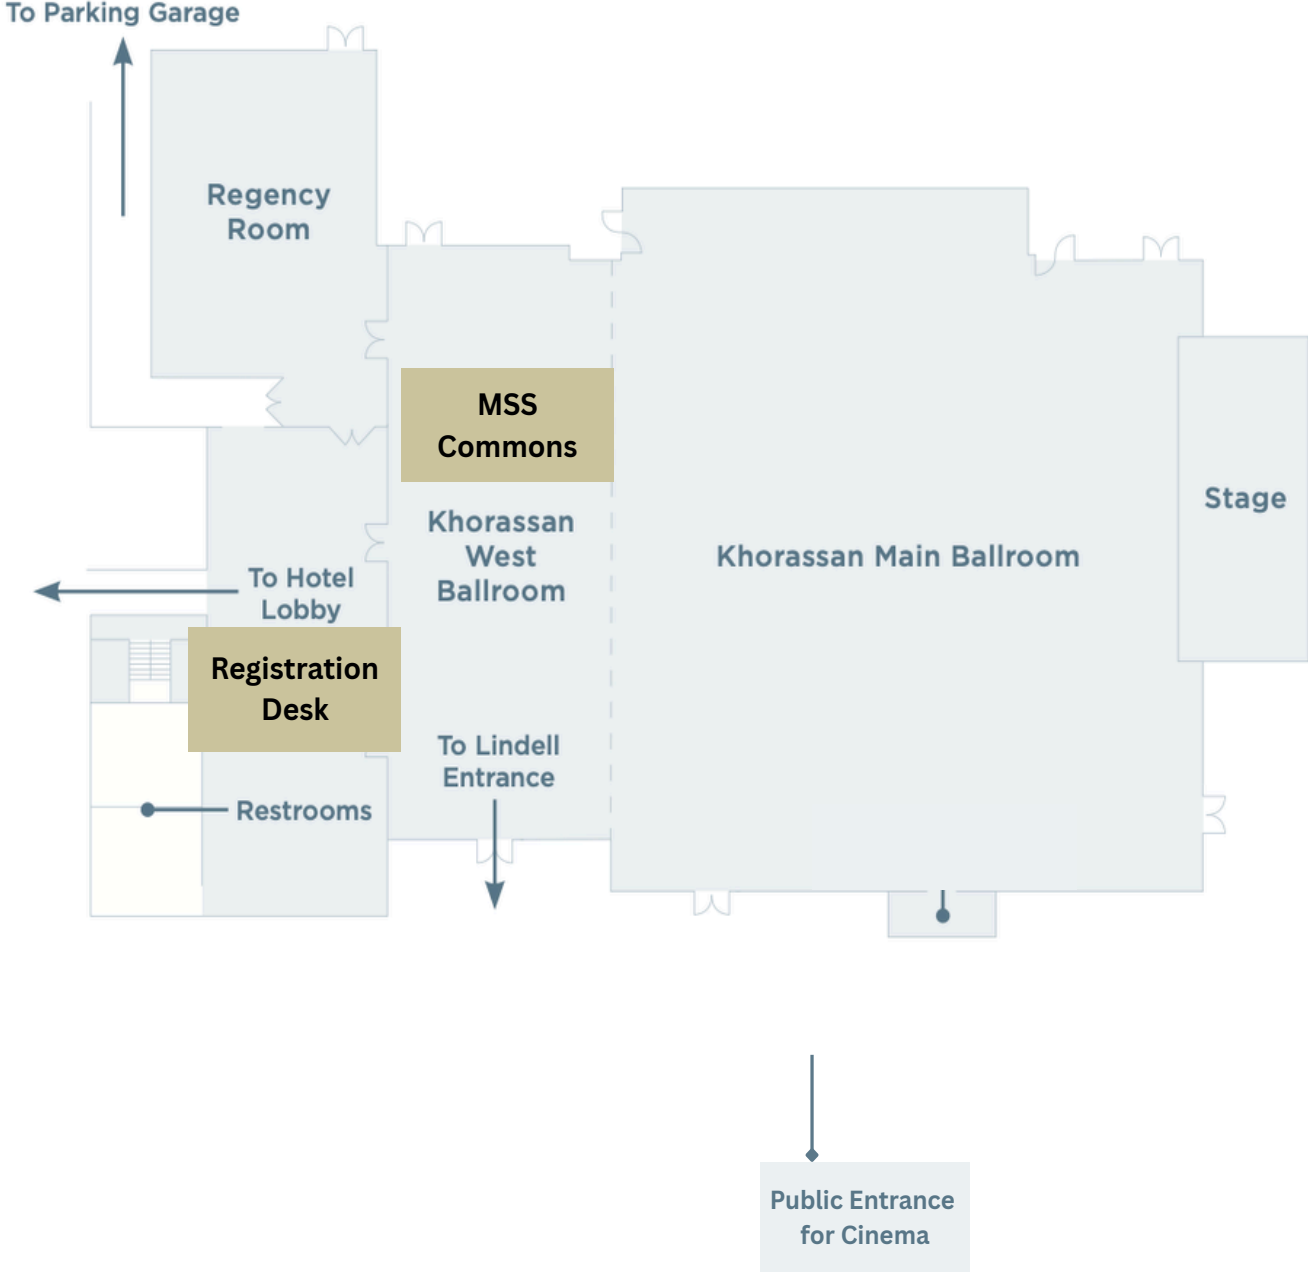 To Parking Garage
Regency
Room
MSS
Commons
Khorassan
West
Ballroom
Khorassan Main Ballroom
Stage
To Hotel
Lobby
Registration
Desk
To Lindell
Entrance
Restrooms
Public Entrance
for Cinema